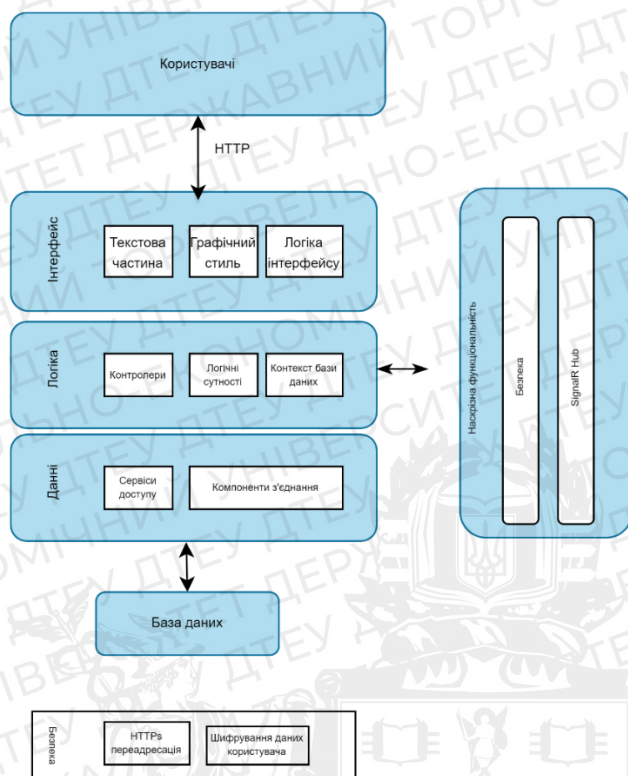 Користувачі
HTTP
Інтерфейс
Текстова
частина
Графічний
стиль
Логіка
інтерфейсу
Логіка
Контролери
Логічні
сутності
Контекст бази
даних
Данні
Сервіси
доступу
Компоненти з'єднання
База даних
Наскрізна функціональність
Безпека
SignalR Hub
Безпека
HTTPs
переадресація
Шифрування даних
користувача